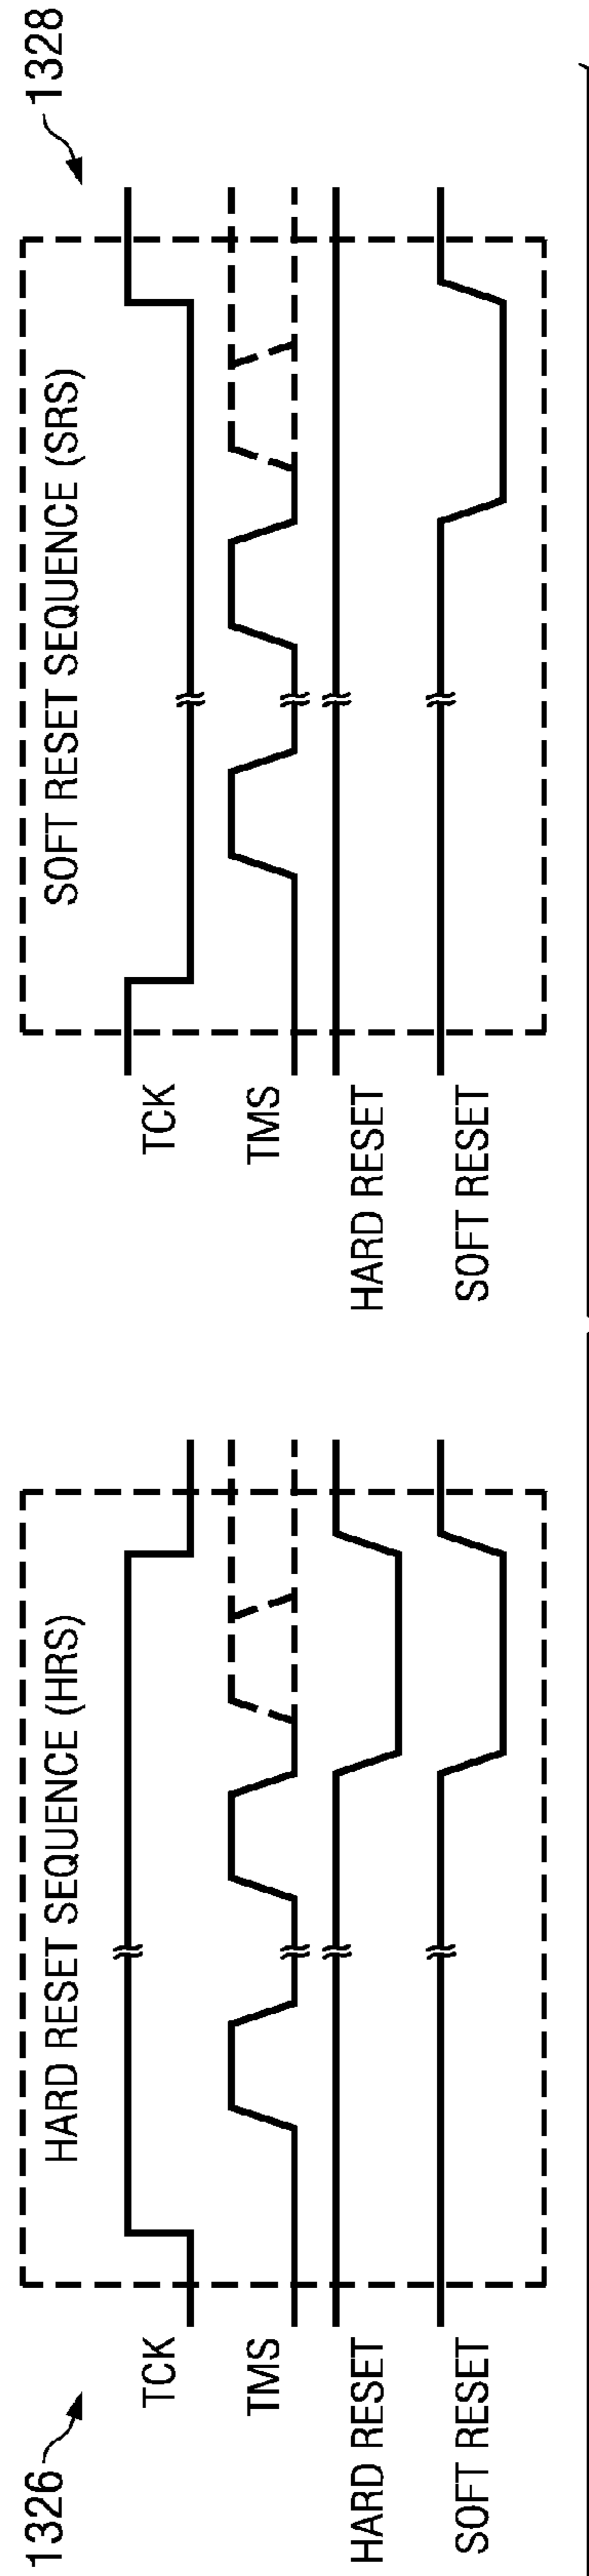 1326
HARD RESET SEQUENCE (HRS)
TCK
TMS
HARD RESET
SOFT RESET
1328
SOFT RESET SEQUENCE (SRS)
TCK
TMS
HARD RESET
SOFT RESET